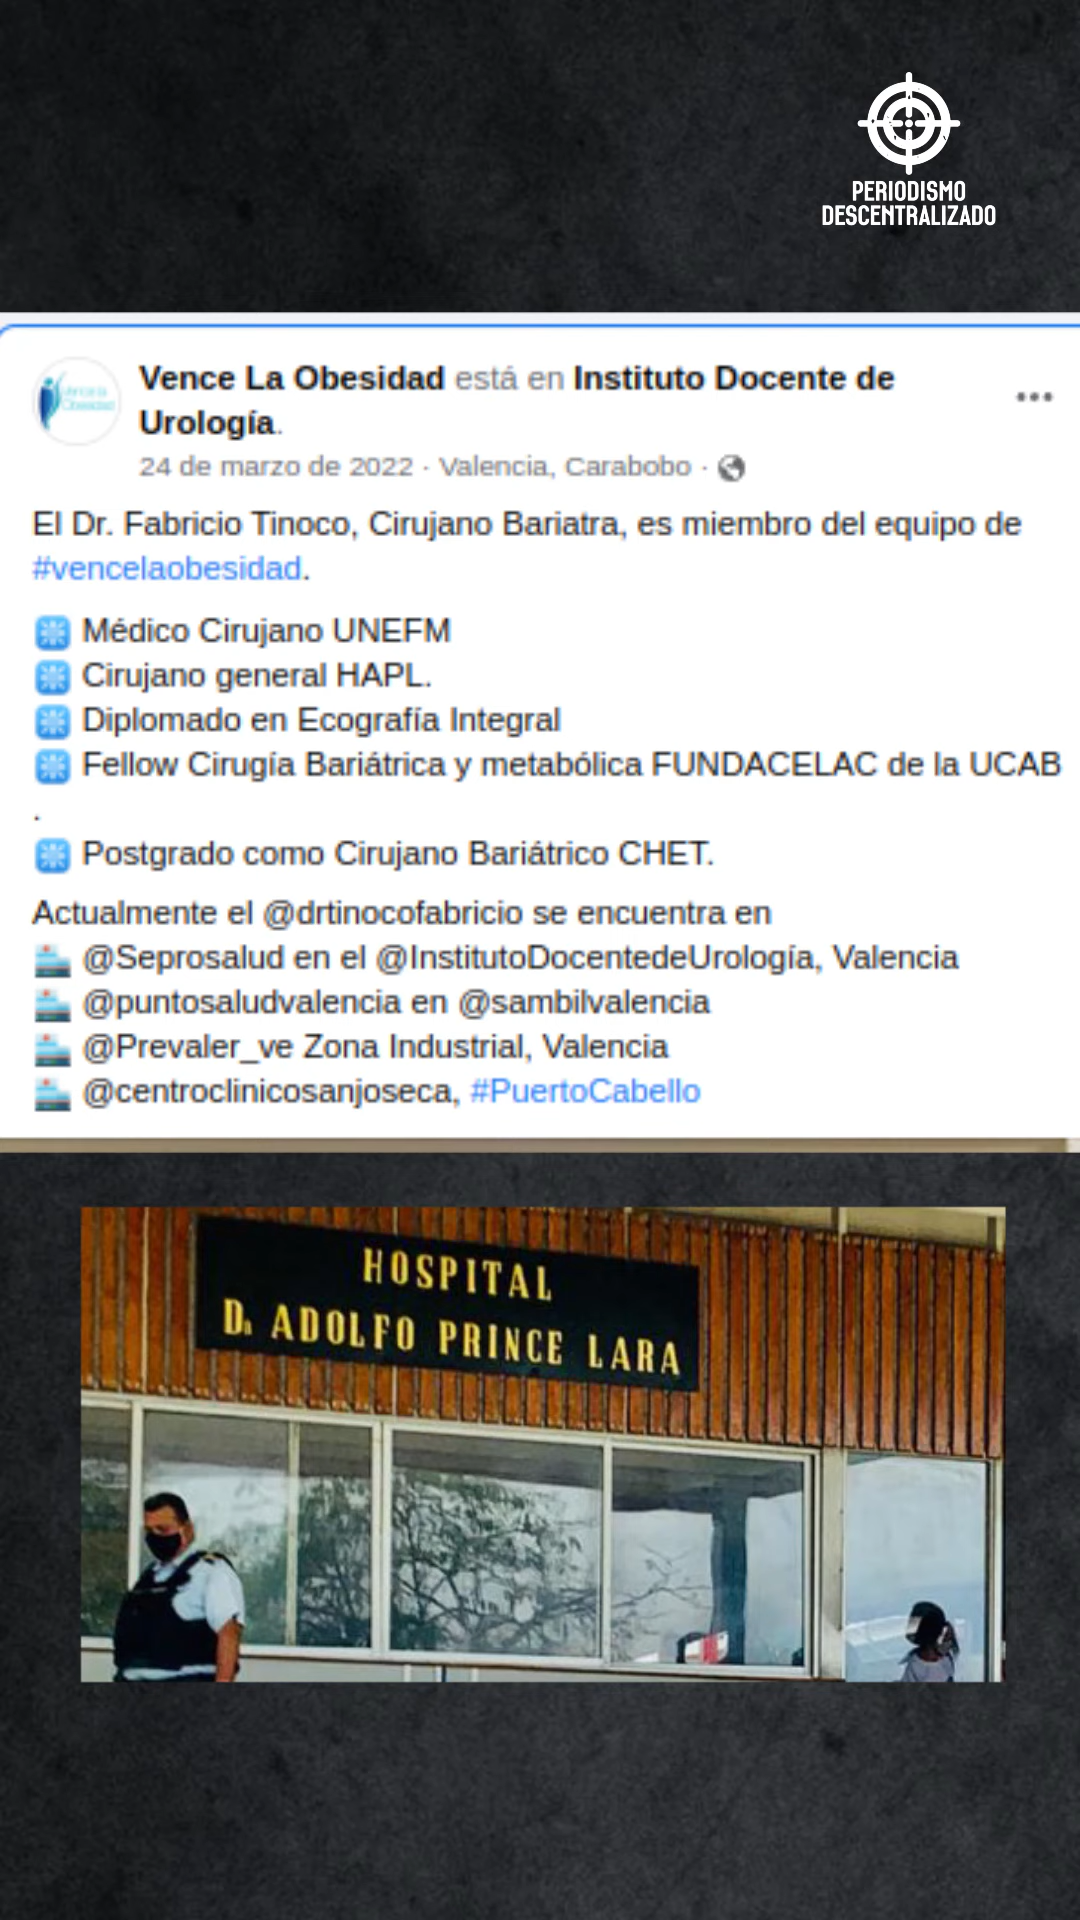 PERIODISMO
DESCENTRALIZADO
Vence La Obesidad está en Instituto Docente de
Urología.
24 de marzo de 2022 · Valencia, Carabobo ·
El Dr. Fabricio Tinoco, Cirujano Bariatra, es miembro del equipo de
#vencelaobesidad.
Médico Cirujano UNEFM
Cirujano general HAPL.
Diplomado en Ecografía Integral
Fellow Cirugía Bariátrica y metabólica FUNDACELAC de la UCAB
.
Postgrado como Cirujano Bariátrico CHET.
Actualmente el @drtinocofabricio se encuentra en
@Seprosalud en el @InstitutoDocentedeUrología, Valencia
@puntosaludvalencia en @sambilvalencia
@Prevaler_ve Zona Industrial, Valencia
@centroclinicosanjoseca, #PuertoCabello
HOSPITAL
DR ADOLFO PRINCE LARA